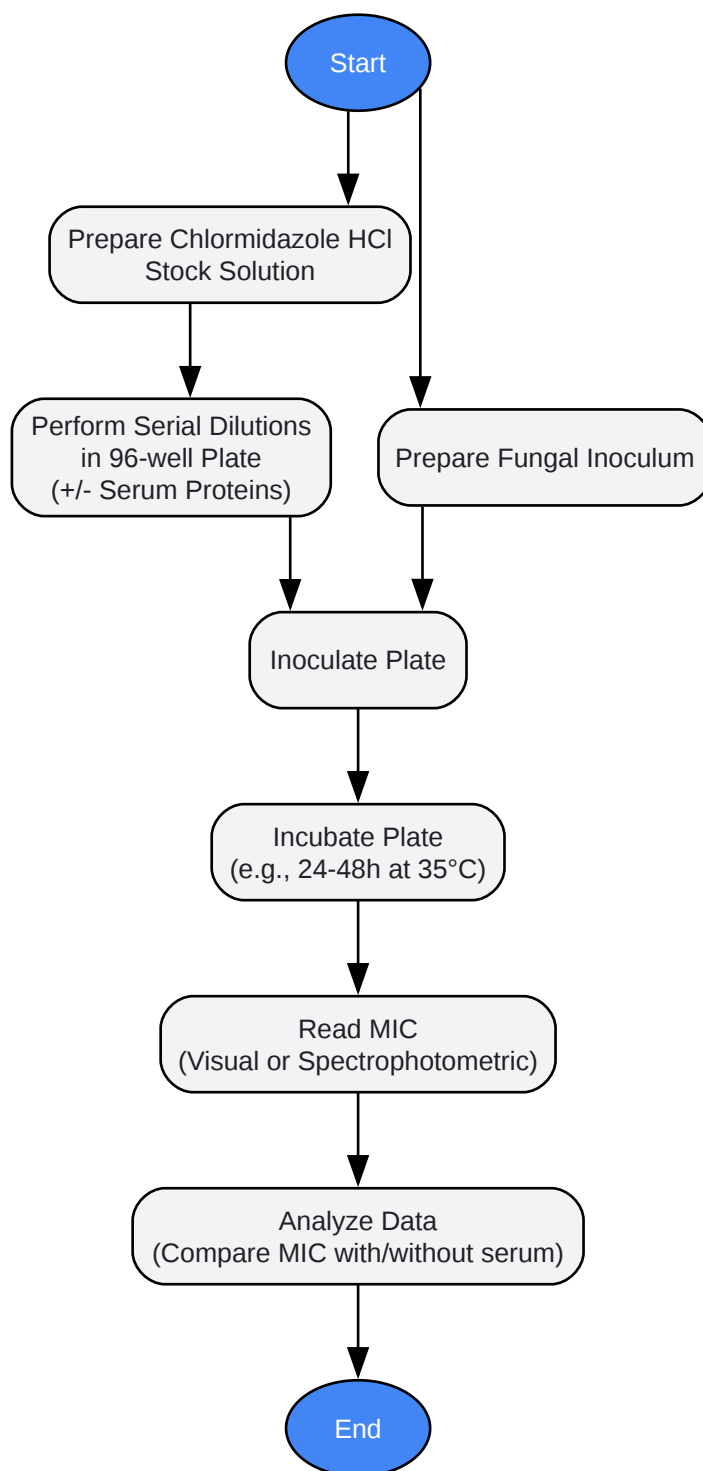 Start
Prepare Chlormidazole HCl
Stock Solution
Perform Serial Dilutions
in 96-well Plate
(+/- Serum Proteins)
Prepare Fungal Inoculum
Inoculate Plate
Incubate Plate
(e.g., 24-48h at 35°C)
Read MIC
(Visual or Spectrophotometric)
Analyze Data
(Compare MIC with/without serum)
End